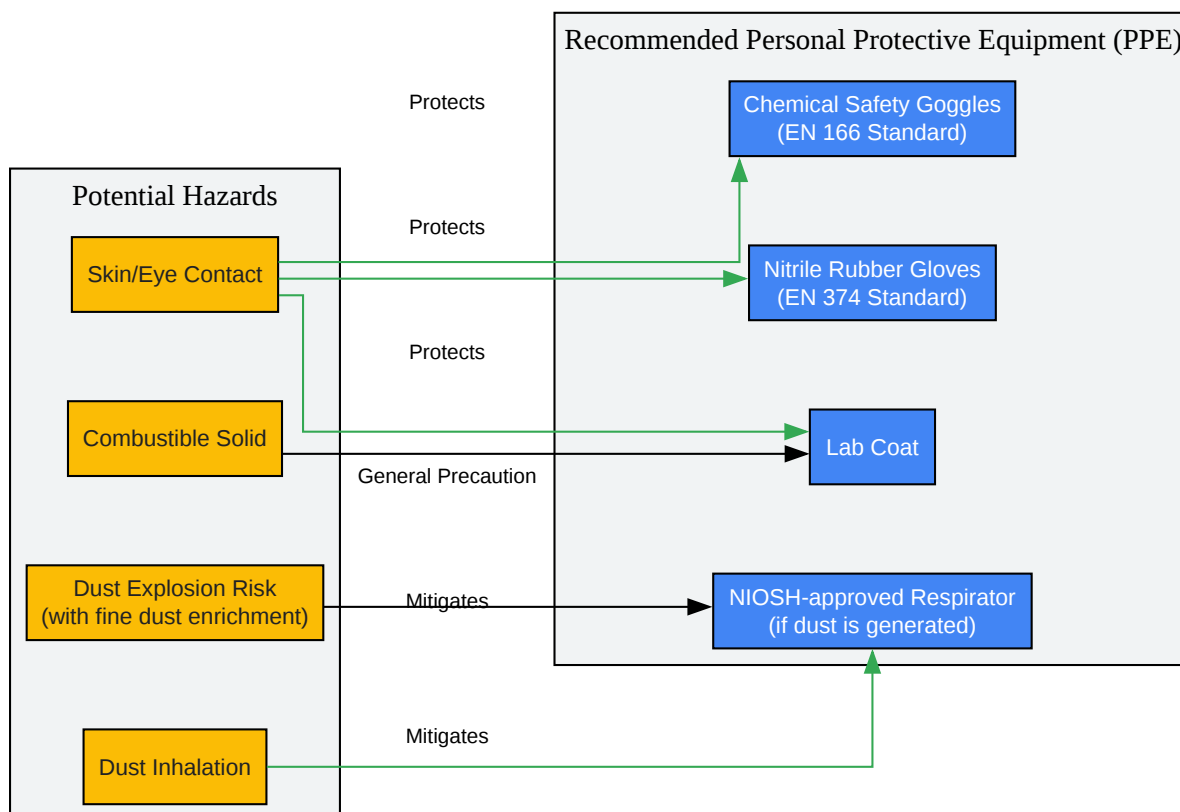 Recommended Personal Protective Equipment (PPE)
Protects
Chemical Safety Goggles
(EN 166 Standard)
Potential Hazards
Protects
Skin/Eye Contact
Nitrile Rubber Gloves
(EN 374 Standard)
Protects
Combustible Solid
Lab Coat
General Precaution
Dust Explosion Risk
(with fine dust enrichment)
Mitigates
NIOSH-approved Respirator
(if dust is generated)
Mitigates
Dust Inhalation